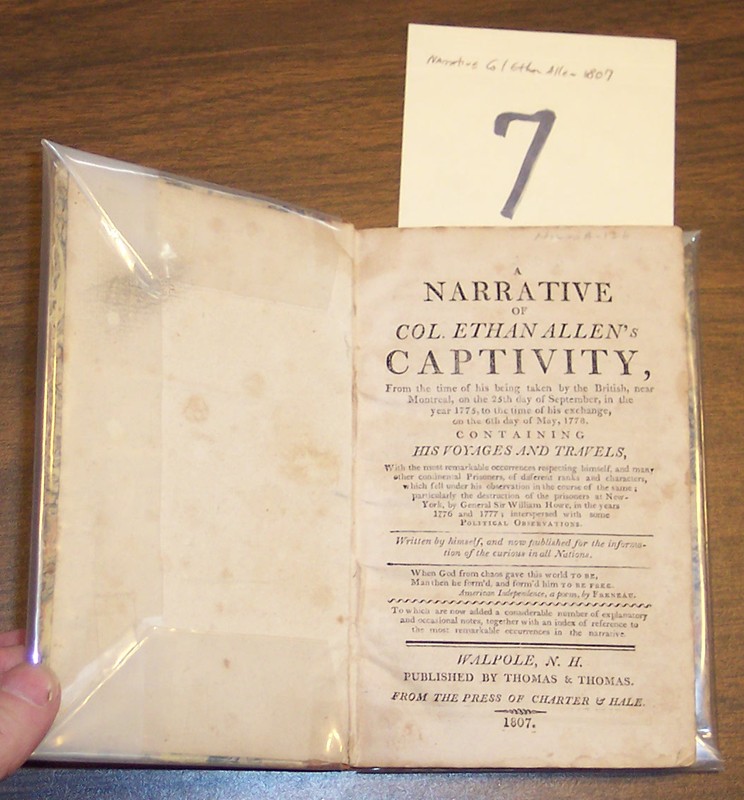 Narrative of Ethan Allen 1807
7
A
NARRATIVE
OF
COL. ETHAN ALLEN's
CAPTIVITY,
From the time of his being taken by the British, near
Montreal, on the 25th day of September, in the
year 1775, to the time of his exchange,
on the 6th day of May, 1778.
CONTAINING
HIS VOYAGES AND TRAVELS,
With the most remarkable occurrences respecting himself, and many
other continental Prisoners, of different ranks and characters,
which fell under his observation in the course of the same;
particularly the destruction of the prisoners at New-
York, by General Sir William Howe, in the years
1776 and 1777; interspersed with some
POLITICAL OBSERVATIONS.
Written by himself, and now published for the informa-
tion of the curious in all Nations.
When God from chaos gave this world TO BE,
Man then he form'd, and form'd him TO BE FREE.
American Independence, a poem, by FRENEAU.
To which are now added a considerable number of explanatory
and occasional notes, together with an index of reference to
the most remarkable occurrences in the narrative.
WALPOLE, N. H.
PUBLISHED BY THOMAS & THOMAS.
FROM THE PRESS OF CHARTER & HALE.
1807.